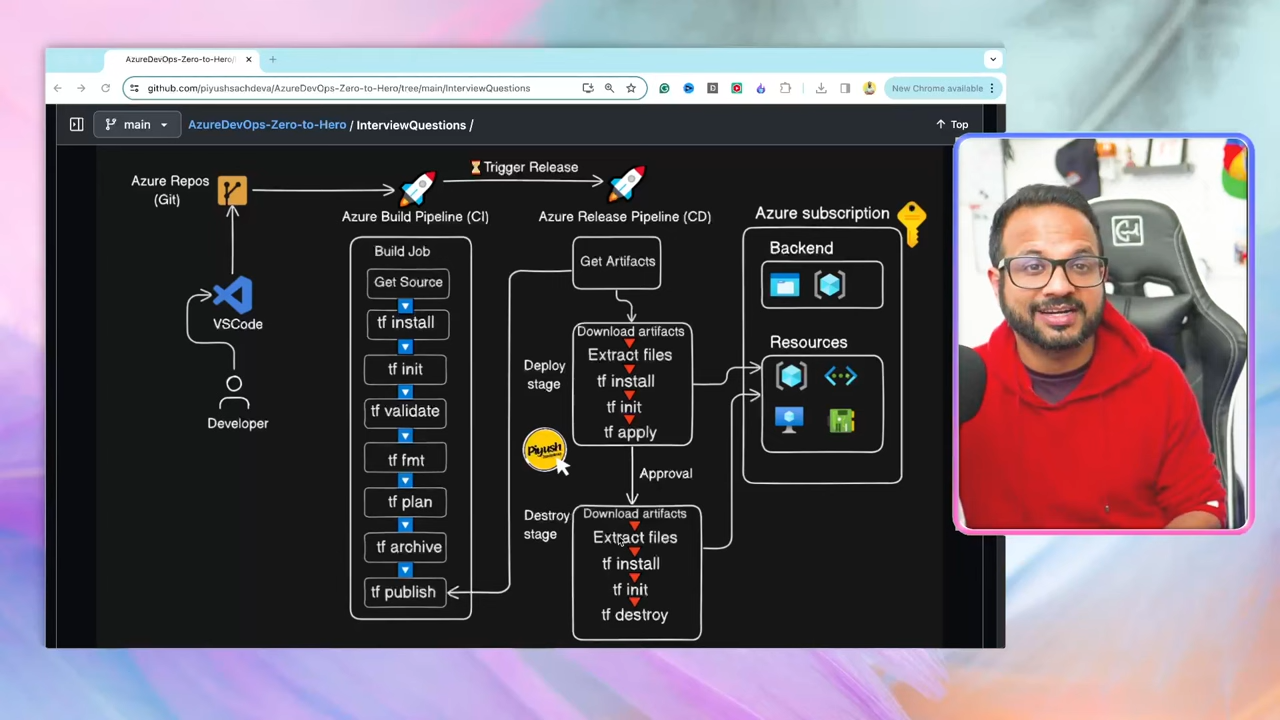 AzureDevOps-Zero-to-Hero/
github.com/piyushsachdeva/AzureDevOps-Zero-to-Hero/tree/main/InterviewQuestions
New Chrome available
main
AzureDevOps-Zero-to-Hero / InterviewQuestions /
Top
Azure Repos
(Git)
VSCode
Developer
Azure Build Pipeline (CI)
Build Job
Get Source
tf install
tf init
tf validate
tf fmt
tf plan
tf archive
tf publish
Trigger Release
Azure Release Pipeline (CD)
Get Artifacts
Deploy
stage
Download artifacts
Extract files
tf install
tf init
tf apply
Piyush
Approval
Destroy
stage
Download artifacts
Extract files
tf install
tf init
tf destroy
Azure subscription
Backend
Resources